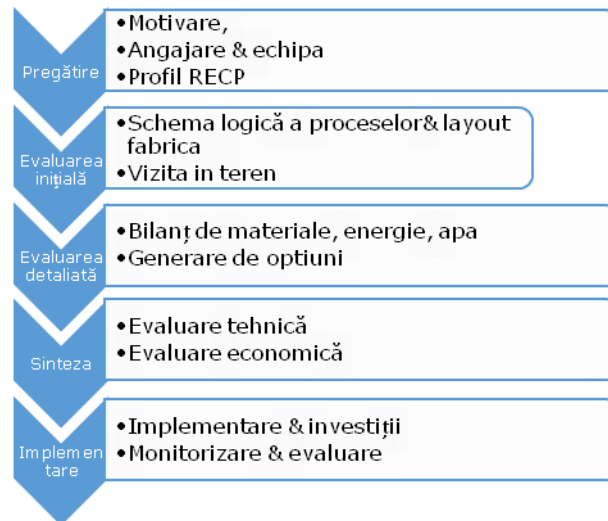 Pregătire
•Motivare,
•Angajare & echipa
•Profil RECP
Evaluarea
inițială
•Schema logică a proceselor& layout
fabrica
•Vizita in teren
Evaluarea
detaliată
•Bilanț de materiale, energie, apa
•Generare de optiuni
Sinteza
•Evaluare tehnică
•Evaluare economică
Implemen
tare
•Implementare & investiții
•Monitorizare & evaluare